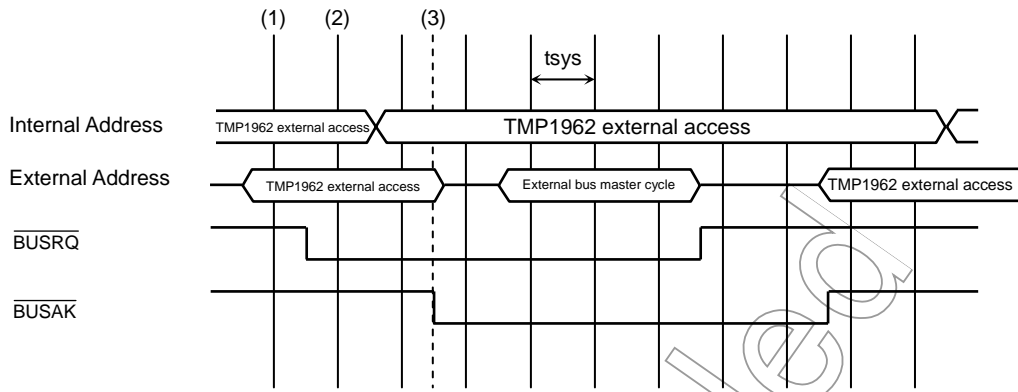 (1) (2) (3)
tsys
Internal Address TMP1962 external access TMP1962 external access
External Address TMP1962 external access External bus master cycle TMP1962 external access
BUSRQ
BUSAK